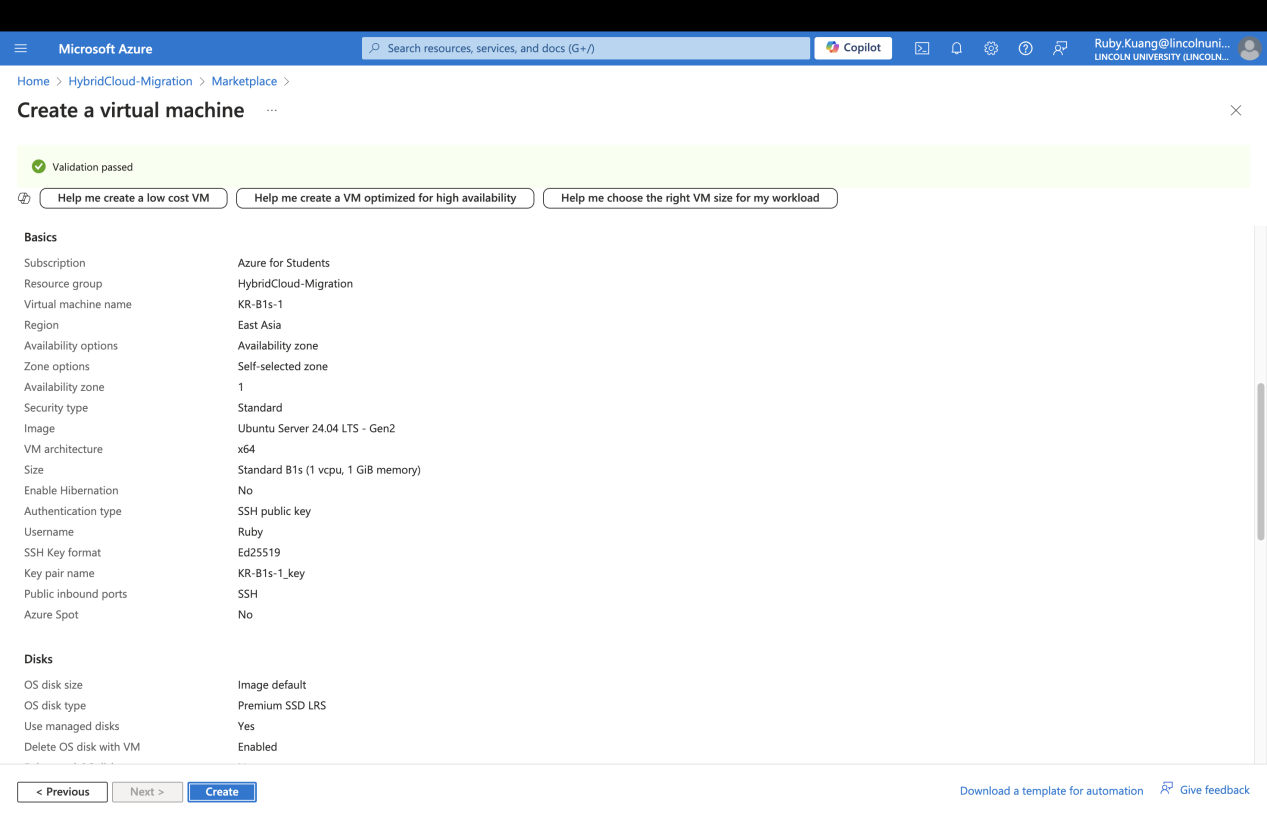 Microsoft Azure
Search resources, services, and docs (G+/)
Copilot
Ruby.Kuang@lincolnuni...
LINCOLN UNIVERSITY (LINCOLN...
Home > HybridCloud-Migration > Marketplace >
Create a virtual machine ...
Validation passed
Help me create a low cost VM
Help me create a VM optimized for high availability
Help me choose the right VM size for my workload
Basics
Subscription Azure for Students
Resource group HybridCloud-Migration
Virtual machine name KR-B1s-1
Region East Asia
Availability options Availability zone
Zone options Self-selected zone
Availability zone 1
Security type Standard
Image Ubuntu Server 24.04 LTS - Gen2
VM architecture x64
Size Standard B1s (1 vcpu, 1 GiB memory)
Enable Hibernation No
Authentication type SSH public key
Username Ruby
SSH Key format Ed25519
Key pair name KR-B1s-1_key
Public inbound ports SSH
Azure Spot No
Disks
OS disk size Image default
OS disk type Premium SSD LRS
Use managed disks Yes
Delete OS disk with VM Enabled
< Previous
Next >
Create
Download a template for automation
Give feedback